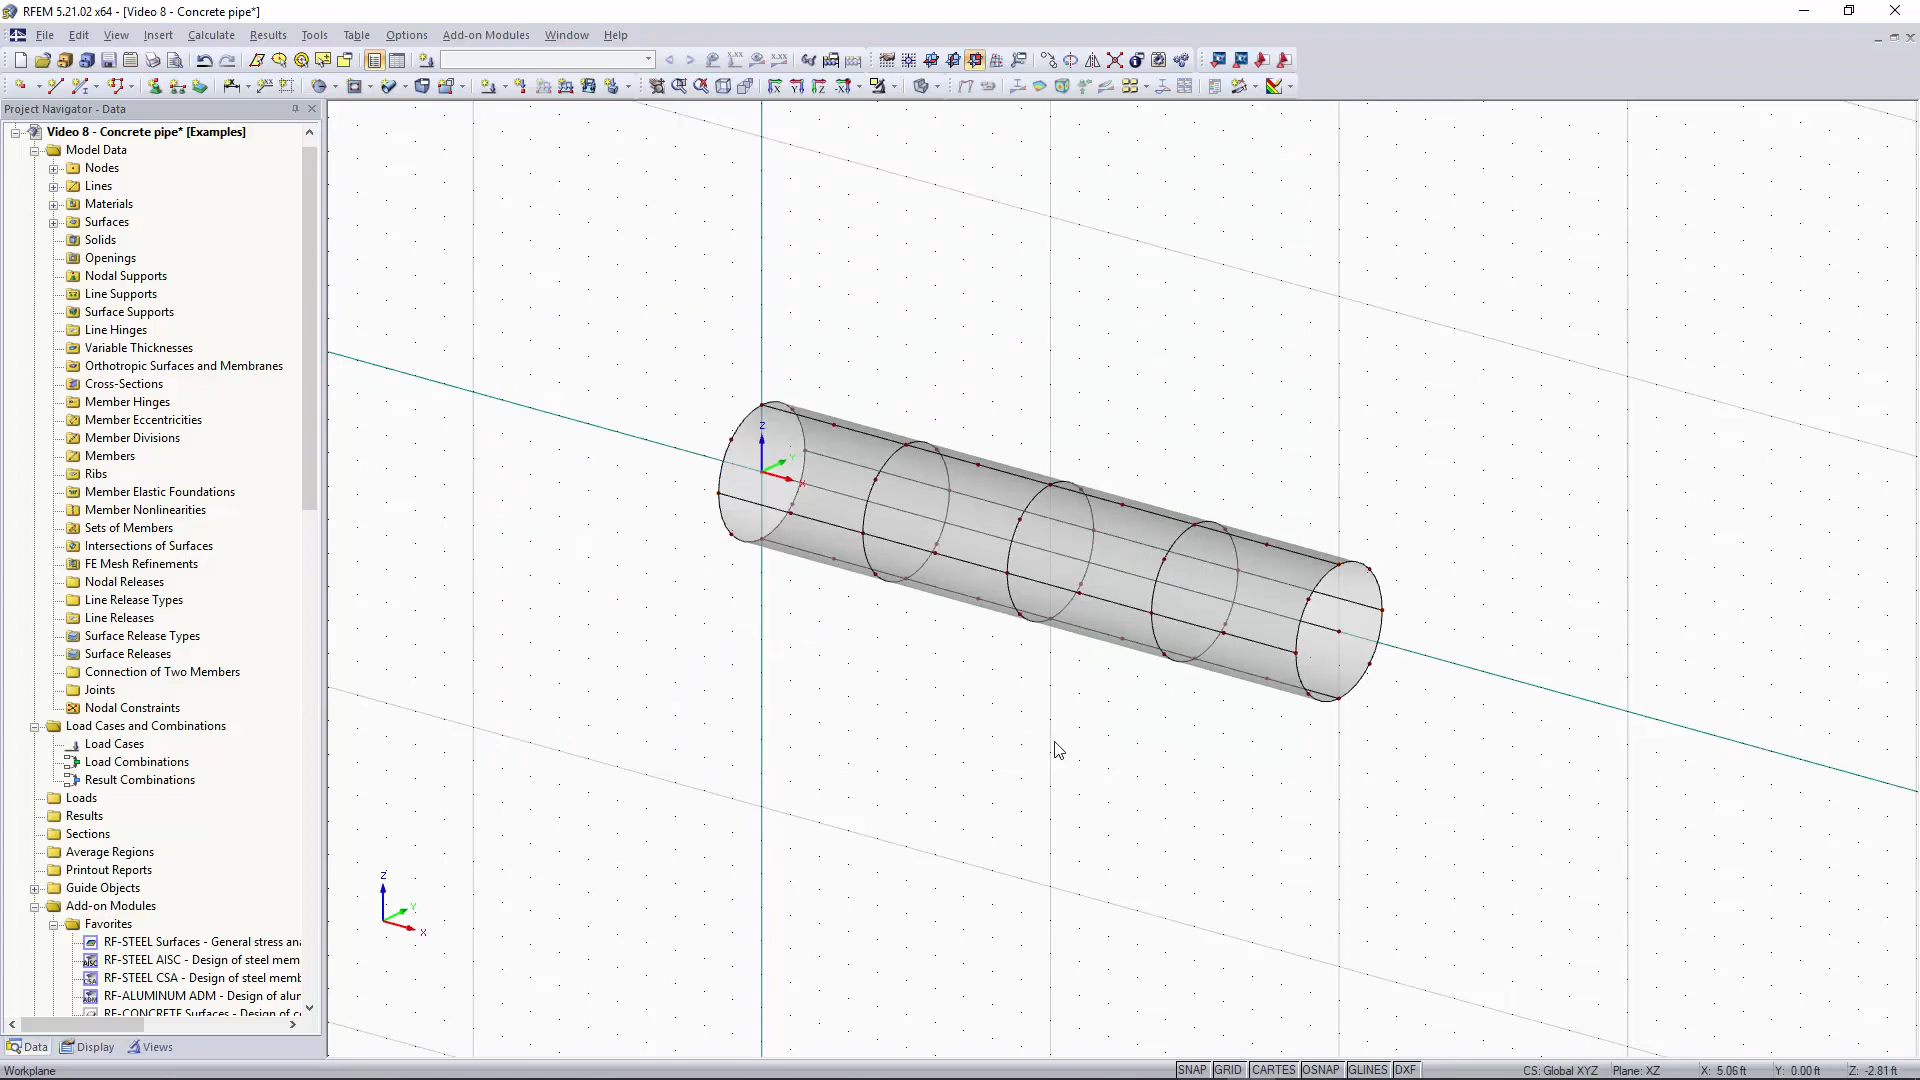 RFEM 5.21.02 x64 - [Video 8 - Concrete pipe*]
File Edit View Insert Calculate Results Tools Table Options Add-on Modules Window Help
Project Navigator - Data
Video 8 - Concrete pipe* [Examples]
Model Data
Nodes
Lines
Materials
Surfaces
Solids
Openings
Nodal Supports
Line Supports
Surface Supports
Line Hinges
Variable Thicknesses
Orthotropic Surfaces and Membranes
Cross-Sections
Member Hinges
Member Eccentricities
Member Divisions
Members
Ribs
Member Elastic Foundations
Member Nonlinearities
Sets of Members
Intersections of Surfaces
FE Mesh Refinements
Nodal Releases
Line Release Types
Line Releases
Surface Release Types
Surface Releases
Connection of Two Members
Joints
Nodal Constraints
Load Cases and Combinations
Load Cases
Load Combinations
Result Combinations
Loads
Results
Sections
Average Regions
Printout Reports
Guide Objects
Add-on Modules
Favorites
RF-STEEL Surfaces - General stress an
RF-STEEL AISC - Design of steel mem
RF-STEEL CSA - Design of steel memb
RF-ALUMINUM ADM - Design of alur
RF-CONCRETE Surfaces - Design of c
Data Display Views
Z
Y
X
Z
Y
X
Workplane
SNAP GRID CARTES OSNAP GLINES DXF
CS: Global XYZ Plane: XZ X: 5.06 ft Y: 0.00 ft Z: -2.81 ft